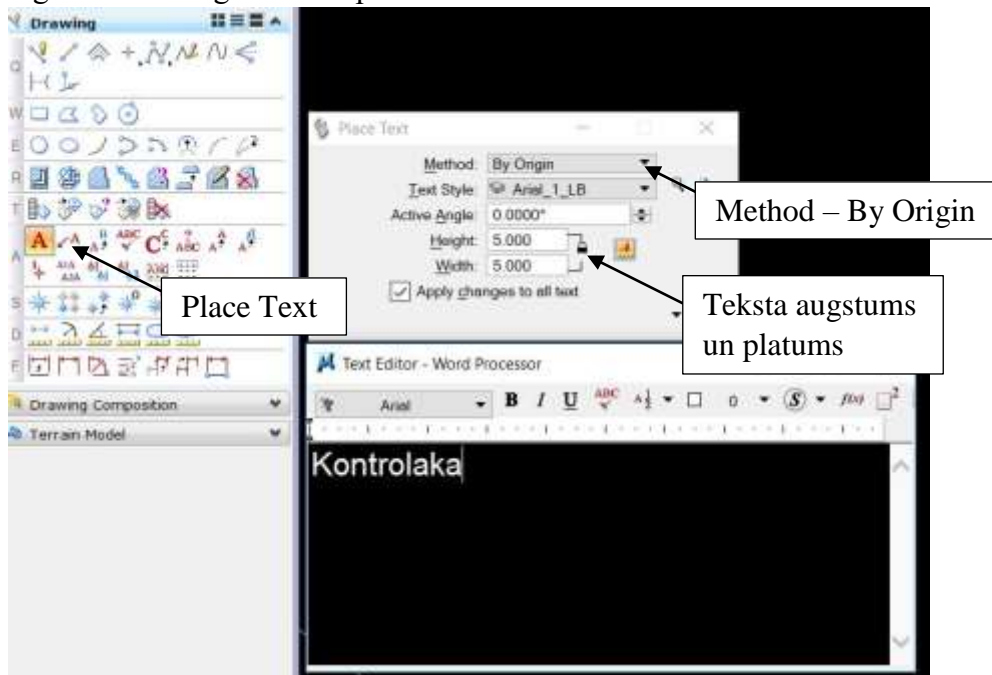 Drawing
Q
W
E
R
T
A
S
D
F
Place Text
Drawing Composition
Terrain Model
Place Text
Method: By Origin
Text Style: Arial_1_LB
Active Angle: 0.0000°
Height: 5.000
Width: 5.000
Apply changes to all text
Method – By Origin
Teksta augstums
un platums
Text Editor - Word Processor
Arial B I U ABC 0 S f(x)
Kontrolaka